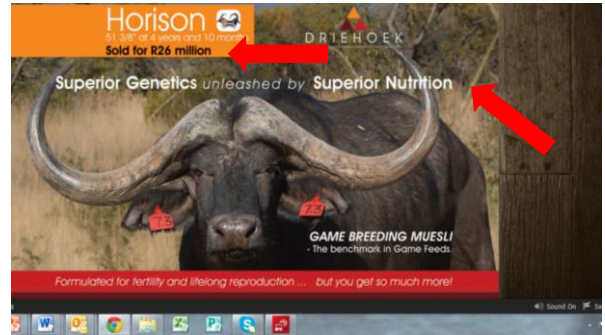 Horison
51 3/8" at 4 years and 10 months
Sold for R26 million
DRIEHOEK
Superior Genetics unleashed by Superior Nutrition
73
73
GAME BREEDING MUESLI
- The benchmark in Game Feeds.
Formulated for fertility and lifelong reproduction ... but you get so much more!
Sound On